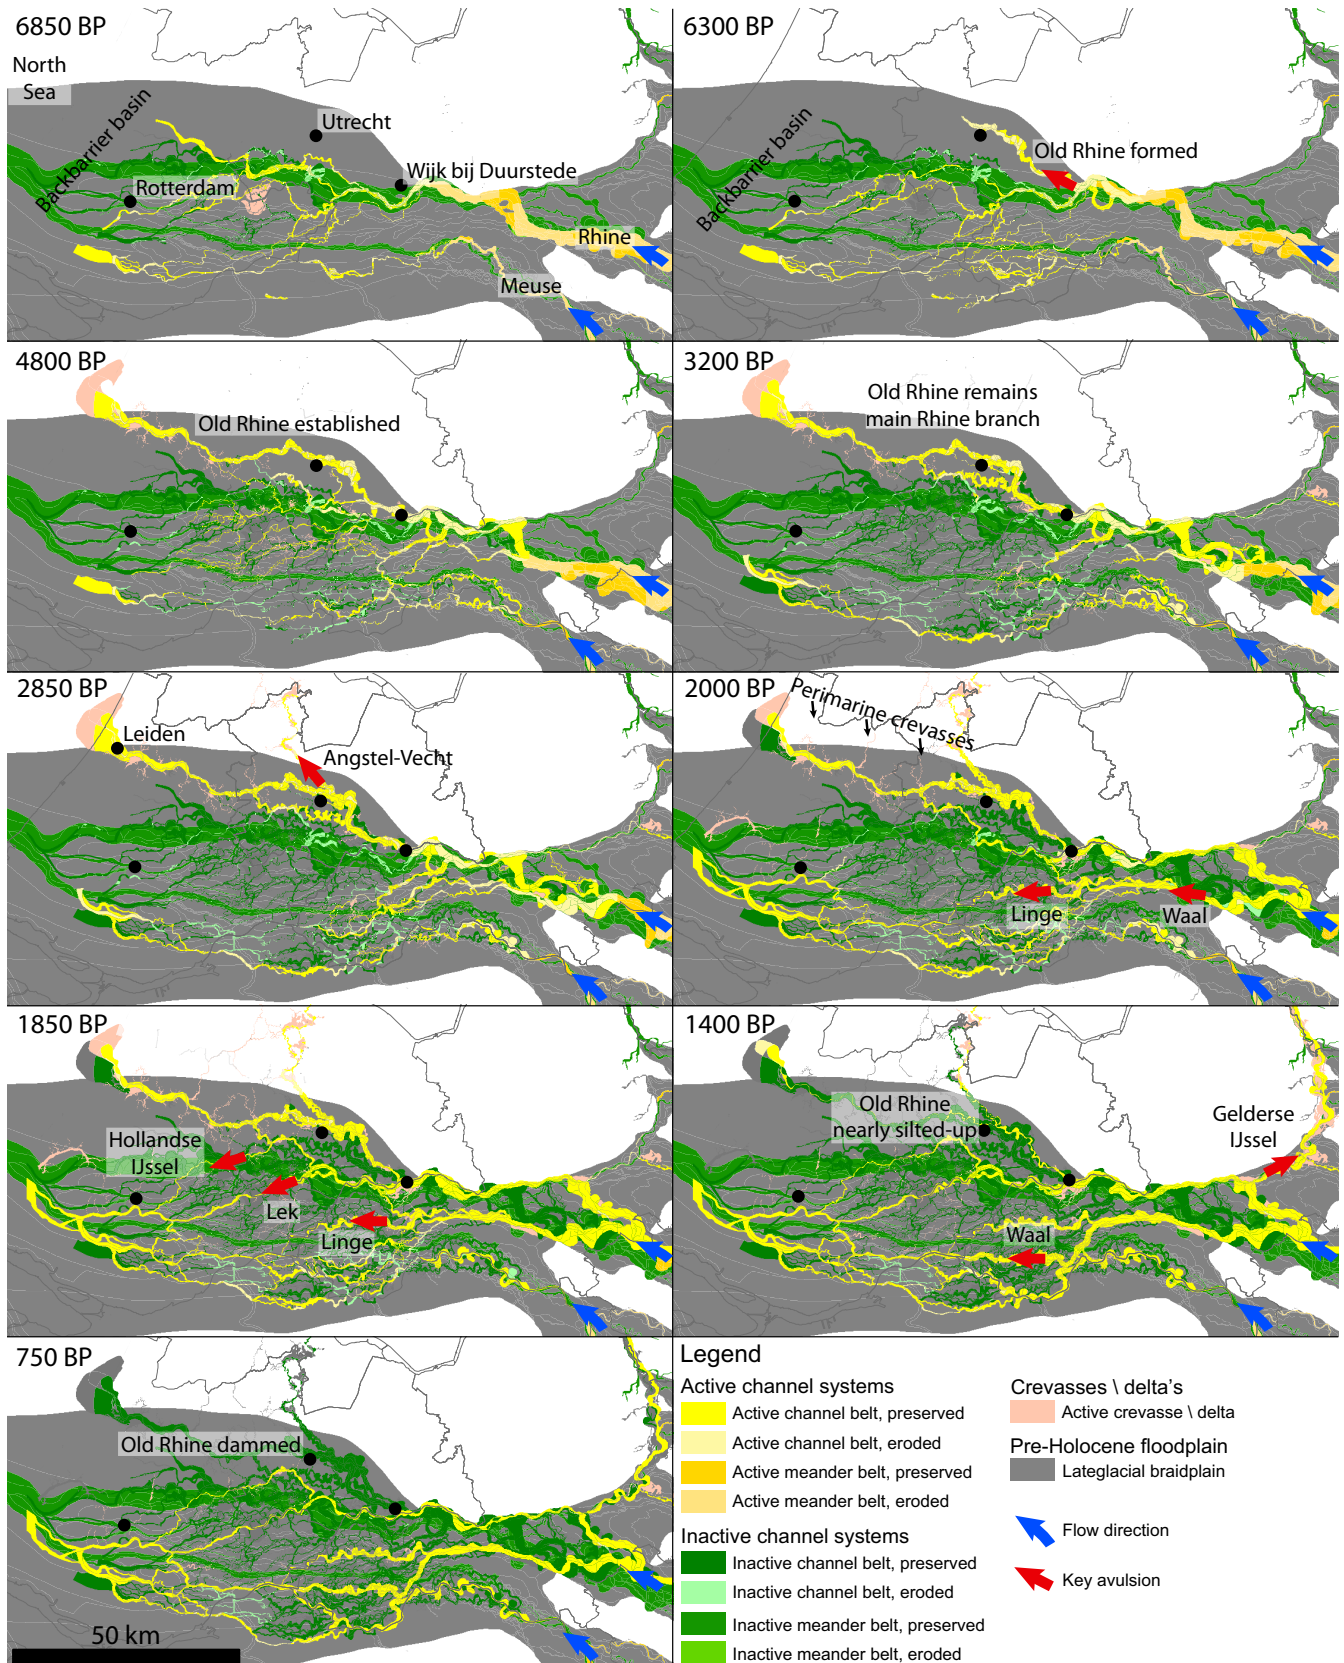 6850 BP
North
Sea
Backbarrier basin
Utrecht
Rotterdam
Wijk bij Duurstede
Rhine
Meuse
6300 BP
Backbarrier basin
Old Rhine formed
4800 BP
Old Rhine established
3200 BP
Old Rhine remains
main Rhine branch
2850 BP
Leiden
Angstel-Vecht
2000 BP
Perimarine crevasses
Linge
Waal
1850 BP
Hollandse
IJssel
Lek
Linge
1400 BP
Old Rhine
nearly silted-up
Gelderse
IJssel
Waal
750 BP
Old Rhine dammed
50 km
Legend
Active channel systems
Active channel belt, preserved
Active channel belt, eroded
Active meander belt, preserved
Active meander belt, eroded
Inactive channel systems
Inactive channel belt, preserved
Inactive channel belt, eroded
Inactive meander belt, preserved
Inactive meander belt, eroded
Crevasses \ delta's
Active crevasse \ delta
Pre-Holocene floodplain
Lateglacial braidplain
Flow direction
Key avulsion